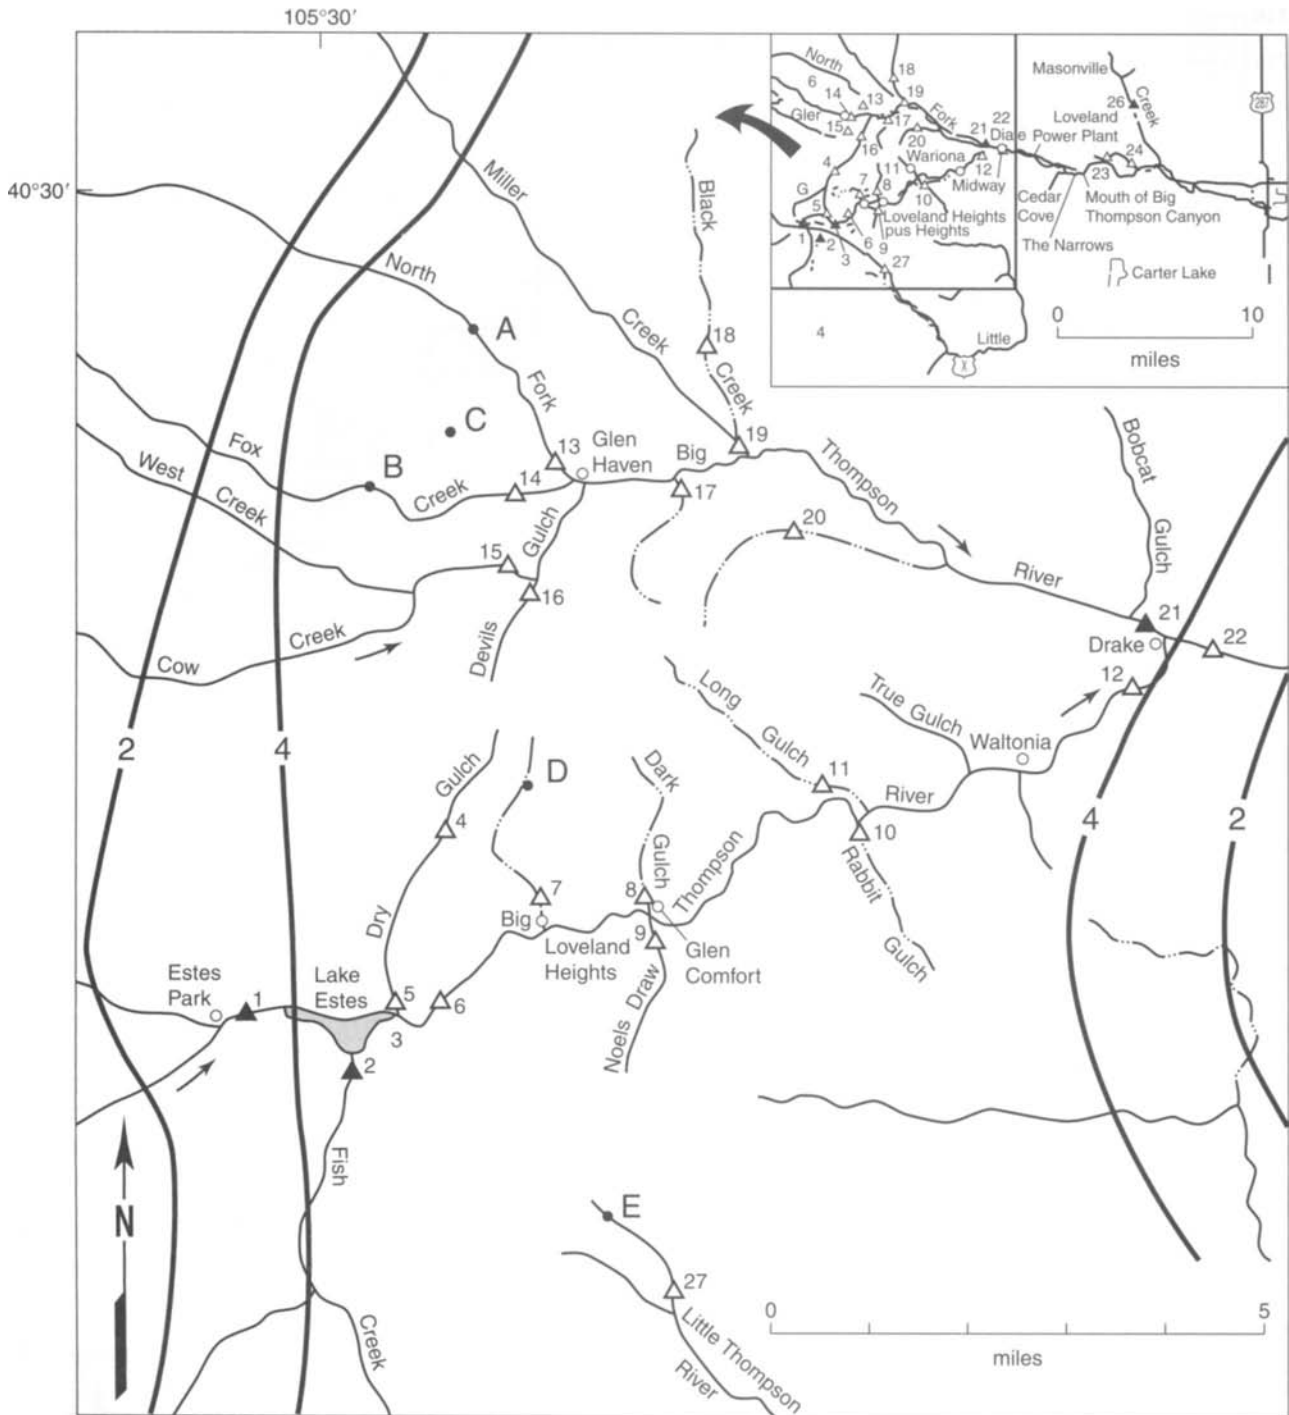 105°30'
40°30'
Miller
Creek
North
Fork
A
Black
Creek
18
C
Fox
Creek
B
West
Creek
13
Glen
Haven
14
Big
19
17
Thompson
River
20
Bobcat
Gulch
21
Drake
22
12
15
16
Gulch
Devils
Cow
Creek
2
4
Gulch
Dry
4
D
7
Big
Loveland
Heights
Dark
Gulch
8
9
Glen
Comfort
Noels Draw
Thompson
River
Long
Gulch
11
10
Rabbit
Gulch
True Gulch
Waltonia
4
2
Estes
Park
1
Lake
Estes
5
6
3
2
Fish
Creek
N
E
27
Little Thompson
River
0
5
miles
North
6
14
13
18
19
Gler
15
17
Fork
16
20
21
22
Diale
Wariona
4
11
12
Midway
7
8
10
G
5
Loveland Heights
pus Heights
1
2
3
6
9
27
4
Little
Masonville
Creek
26
287
Loveland
Power Plant
24
23
Cedar
Cove
Mouth of Big
Thompson Canyon
The Narrows
Carter Lake
0
10
miles